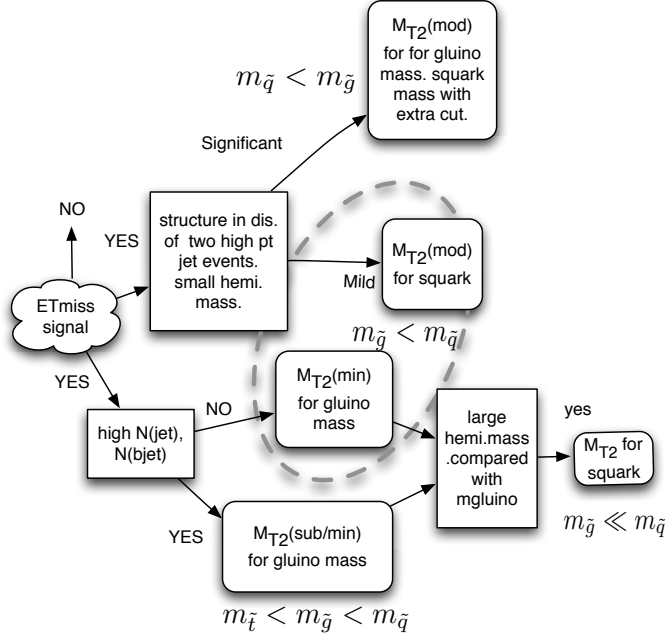 M_T2(mod)
for for gluino
mass. squark
mass with
extra cut.
m_q̃ < m_g̃
Significant
NO
YES
structure in dis.
of two high pt
jet events.
small hemi.
mass.
M_T2(mod)
for squark
Mild
ETmiss
signal
m_g̃ < m_q̃
YES
M_T2(min)
for gluino
mass
NO
high N(jet),
N(bjet)
large
hemi.mass
.compared
with
mgluino
yes
M_T2 for
squark
m_g̃ ≪ m_q̃
YES
M_T2(sub/min)
for gluino mass
m_t̃ < m_g̃ < m_q̃